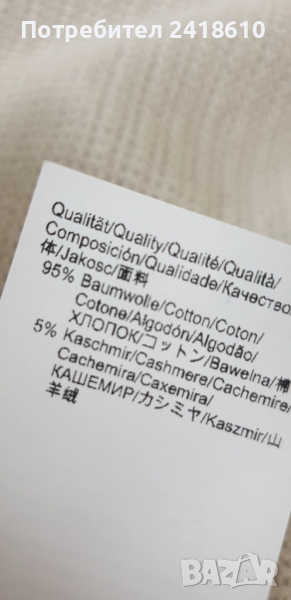 Потребител 2418610
Qualität/Quality/Qualité/Qualità/
Composición/Qualidade/Качество
体/Jakosc/面料
95% Baumwolle/Cotton/Coton/
Cotone/Algodón/Algodão/
ХЛОПОК/コットン/Bawełna/棉
5% Kaschmir/Cashmere/Cachemire/
Cachemira/Caxemira/
КАШЕМИР/カシミヤ/Kaszmir/山
羊绒
BAZAR